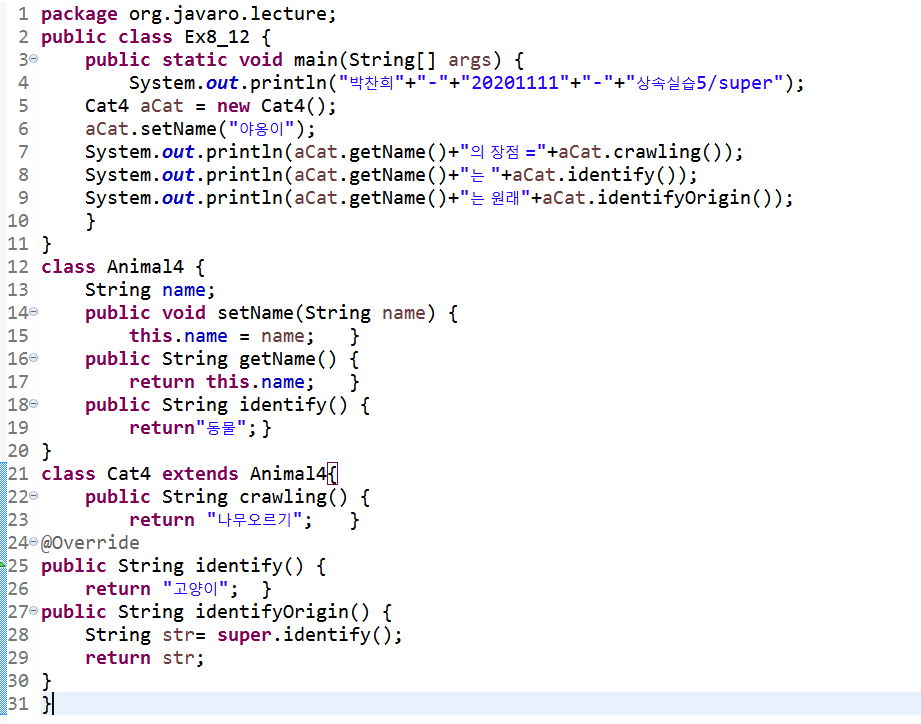 1 package org.javaro.lecture;
2 public class Ex8_12 {
3 public static void main(String[] args) {
4 System.out.println("박찬희"+"-"+"20201111"+"-"+"상속실습5/super");
5 Cat4 aCat = new Cat4();
6 aCat.setName("야옹이");
7 System.out.println(aCat.getName()+"의 장점 ="+aCat.crawling());
8 System.out.println(aCat.getName()+"는 "+aCat.identify());
9 System.out.println(aCat.getName()+"는 원래"+aCat.identifyOrigin());
10 }
11 }
12 class Animal4 {
13 String name;
14 public void setName(String name) {
15 this.name = name; }
16 public String getName() {
17 return this.name; }
18 public String identify() {
19 return"동물";}
20 }
21 class Cat4 extends Animal4{
22 public String crawling() {
23 return "나무오르기"; }
24 @Override
25 public String identify() {
26 return "고양이"; }
27 public String identifyOrigin() {
28 String str= super.identify();
29 return str;
30 }
31 }